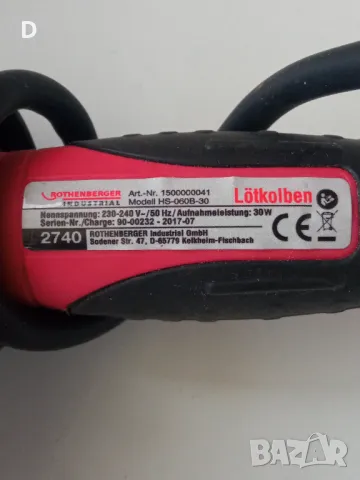 D
ROTHENBERGER
INDUSTRIAL
Art.-Nr. 1500000041
Modell HS-060B-30
Lötkolben
Nennspannung: 230-240 V~/50 Hz/Aufnahmeleistung: 30W
Serien-Nr./Charge: 90-00232 - 2017-07
2740
ROTHENBERGER Industrial GmbH
Sodener Str. 47, D-65779 Kelkheim-Fischbach
CE
bazar.bg